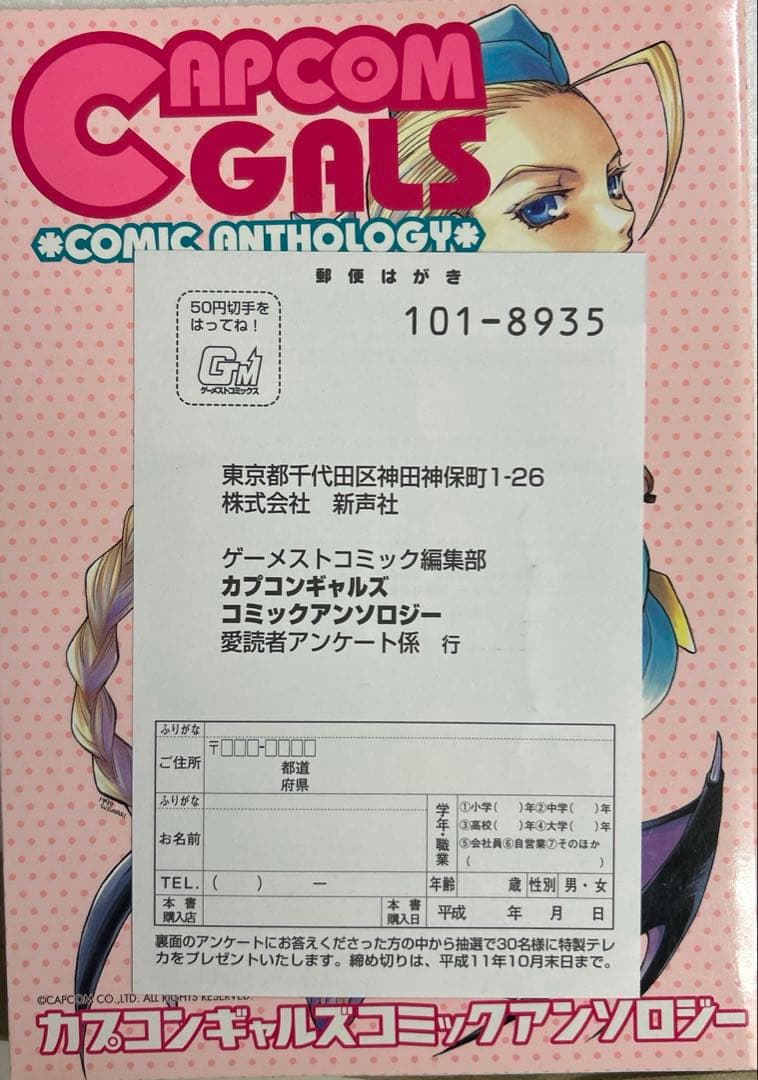 CAPCOM
GALS
*COMIC ANTHOLOGY*
郵便はがき
50円切手を
はってね！
GTM
ゲーメストコミックス
101-8935
東京都千代田区神田神保町1-26
株式会社　新声社
ゲーメストコミック編集部
カプコンギャルズ
コミックアンソロジー
愛読者アンケート係　行
ふりがな
ご住所
〒□□□-□□□□
都道
府県
ふりがな
お名前
学年・職業
①小学(　　)年②中学(　　)年
③高校(　　)年④大学(　　)年
⑤会社員⑥自営業⑦そのほか
(　　　　　　　　　　)
TEL. (　　) ―
年齢　　歳　性別　男・女
本書
購入店
本書
購入日
平成　　年　　月　　日
裏面のアンケートにお答えくださった方の中から抽選で30名様に特製テレ
カをプレゼントいたします。締め切りは、平成11年10月末日まで。
©CAPCOM CO.,LTD. ALL RIGHTS RESERVED.
カプコンギャルズコミックアンソロジー